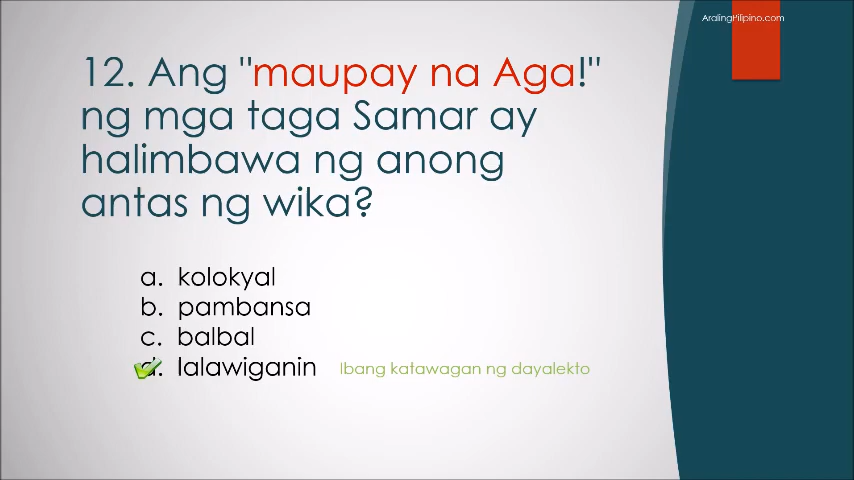 AralingPilipino.com
12. Ang "maupay na Aga!"
ng mga taga Samar ay
halimbawa ng anong
antas ng wika?
a. kolokyal
b. pambansa
c. balbal
d. lalawiganin Ibang katawagan ng dayalekto